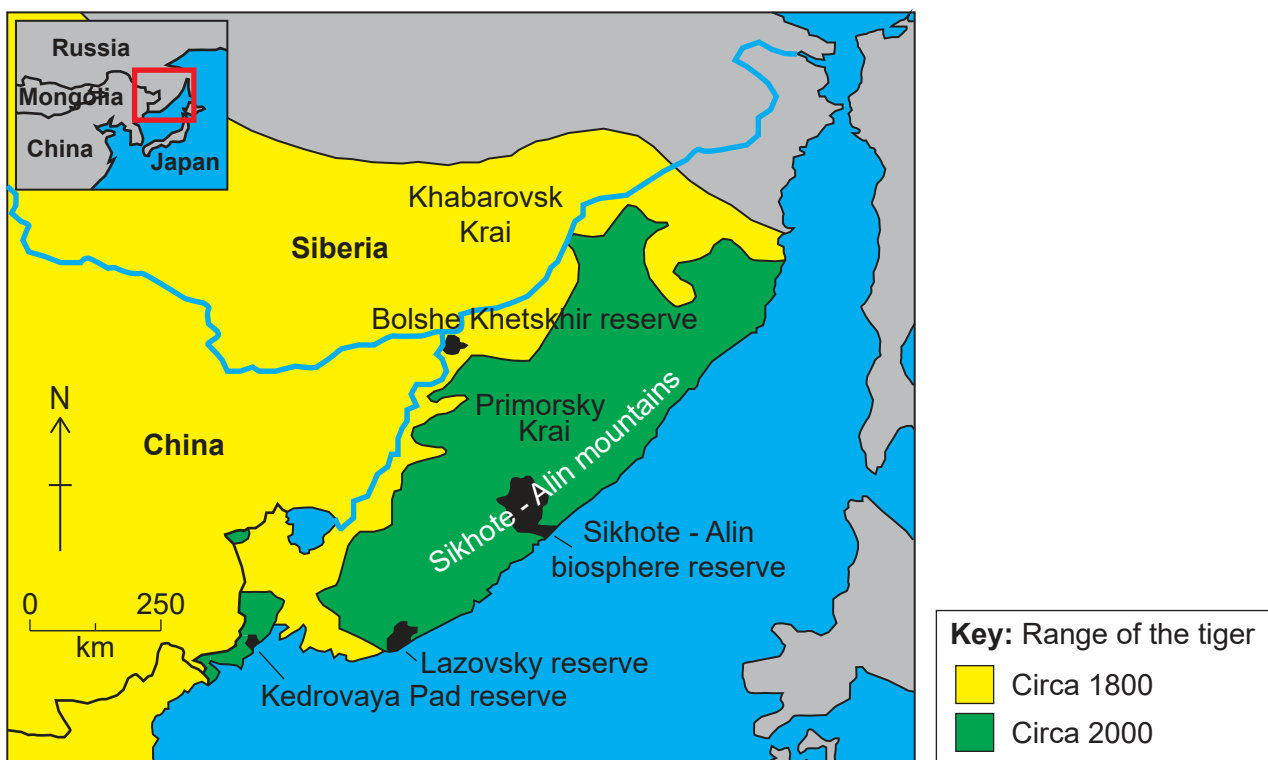 Russia
Mongolia
China
Japan
Khabarovsk
Krai
Siberia
Bolshe Khetskhir reserve
N
China
Primorsky
Krai
Sikhote - Alin mountains
Sikhote - Alin
biosphere reserve
0 250
km
Lazovsky reserve
Kedrovaya Pad reserve
Key: Range of the tiger
Circa 1800
Circa 2000